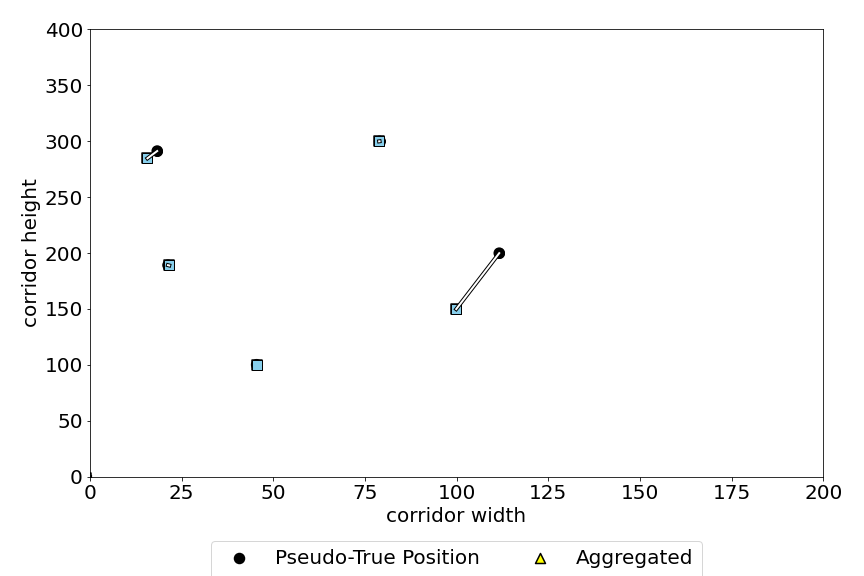 400
350
300
250
200
150
100
50
0
corridor height
0 25 50 75 100 125 150 175 200
corridor width
Pseudo-True Position Aggregated